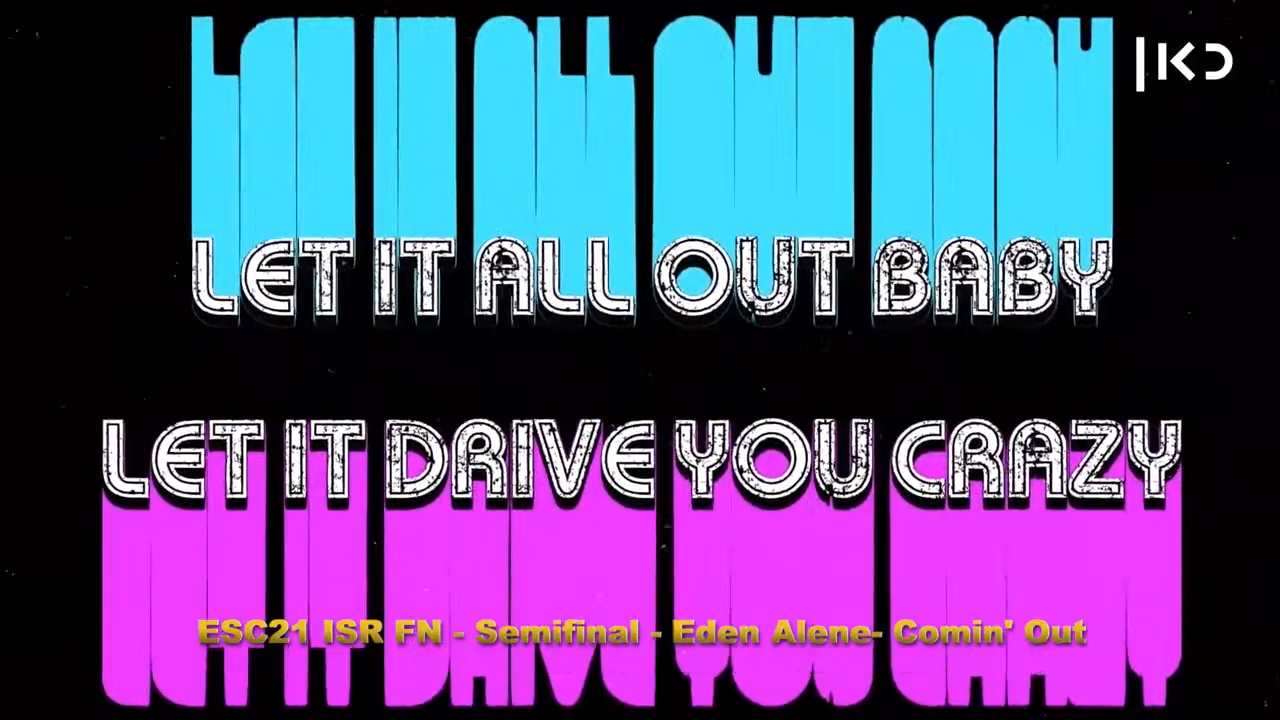 LET IT ALL OUT BABY
LET IT DRIVE YOU CRAZY
ESC21 ISR FN - Semifinal - Eden Alene- Comin' Out